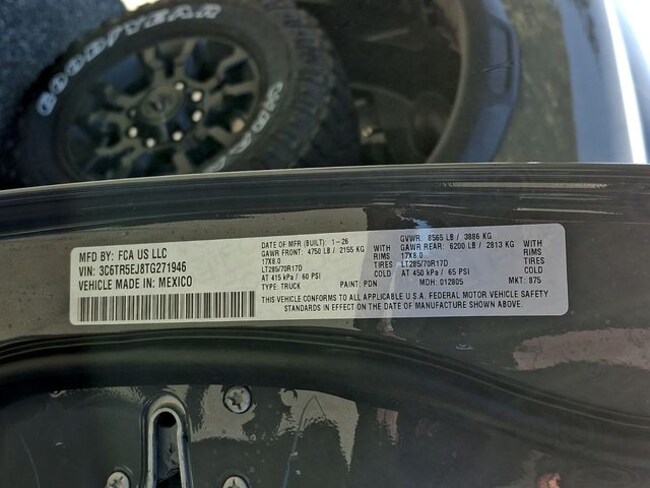 GOODYEAR
WRA
MFD BY: FCA US LLC
VIN: 3C6TR5EJ8TG271946
VEHICLE MADE IN: MEXICO
DATE OF MFR (BUILT): 1-26
GAWR FRONT: 4750 LB / 2155 KG WITH
17X8.0 RIMS
LT285/70R17D TIRES
AT 415 kPa / 60 PSI COLD
TYPE: TRUCK PAINT: PDN
GVWR: 8565 LB / 3886 KG
GAWR REAR: 6200 LB / 2813 KG WITH
17X8.0 RIMS
LT285/70R17D TIRES
AT 450 kPa / 65 PSI COLD
MDH: 012805 MKT: 875
THIS VEHICLE CONFORMS TO ALL APPLICABLE U.S.A. FEDERAL MOTOR VEHICLE SAFETY
STANDARDS IN EFFECT ON THE DATE OF MANUFACTURE SHOWN ABOVE.